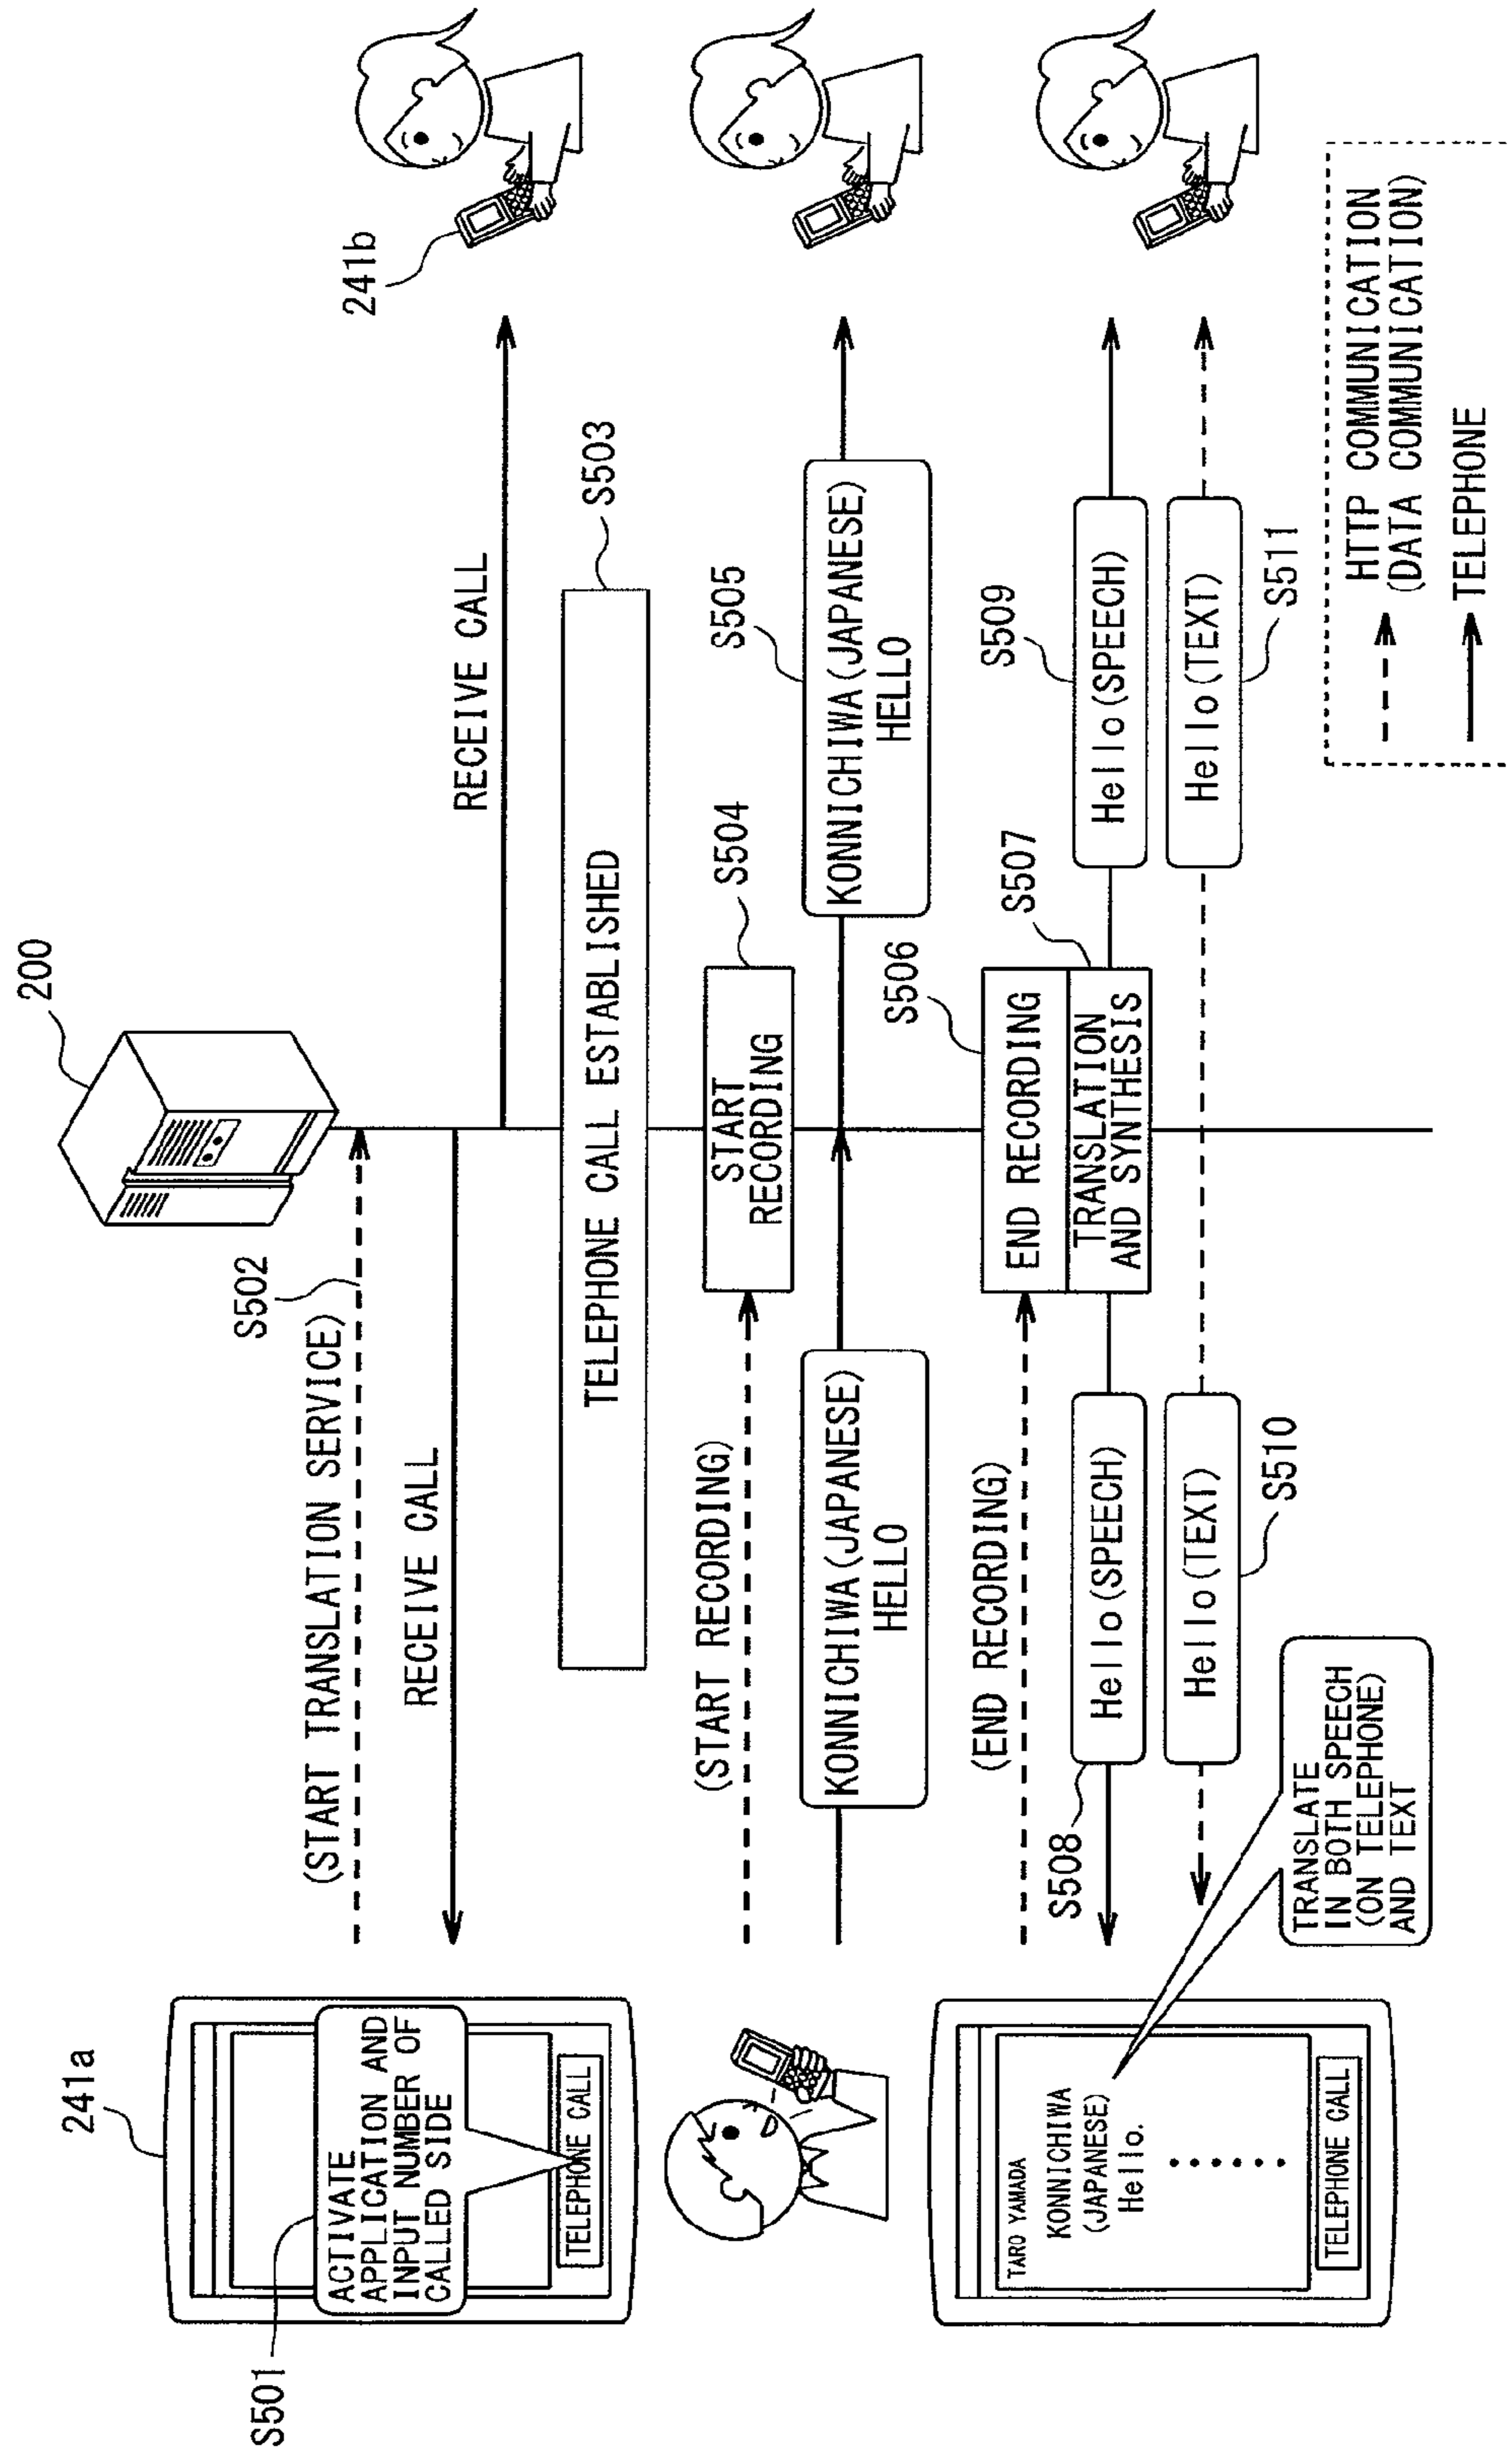 200
241a
S501
ACTIVATE
APPLICATION AND
INPUT NUMBER OF
CALLED SIDE
TELEPHONE CALL
(START TRANSLATION SERVICE)
S502
RECEIVE CALL
RECEIVE CALL
241b
TELEPHONE CALL ESTABLISHED
S503
(START RECORDING)
START
RECORDING
S504
KONNICHIWA(JAPANESE)
HELLO
KONNICHIWA(JAPANESE)
HELLO
S505
(END RECORDING)
END RECORDING
S506
TRANSLATION
AND SYNTHESIS
S507
S508
Hello(SPEECH)
Hello(SPEECH)
S509
Hello(TEXT)
S510
Hello(TEXT)
S511
TARO YAMADA
KONNICHIWA
(JAPANESE)
Hello.
······
TELEPHONE CALL
TRANSLATE
IN BOTH SPEECH
(ON TELEPHONE)
AND TEXT
HTTP COMMUNICATION
(DATA COMMUNICATION)
TELEPHONE